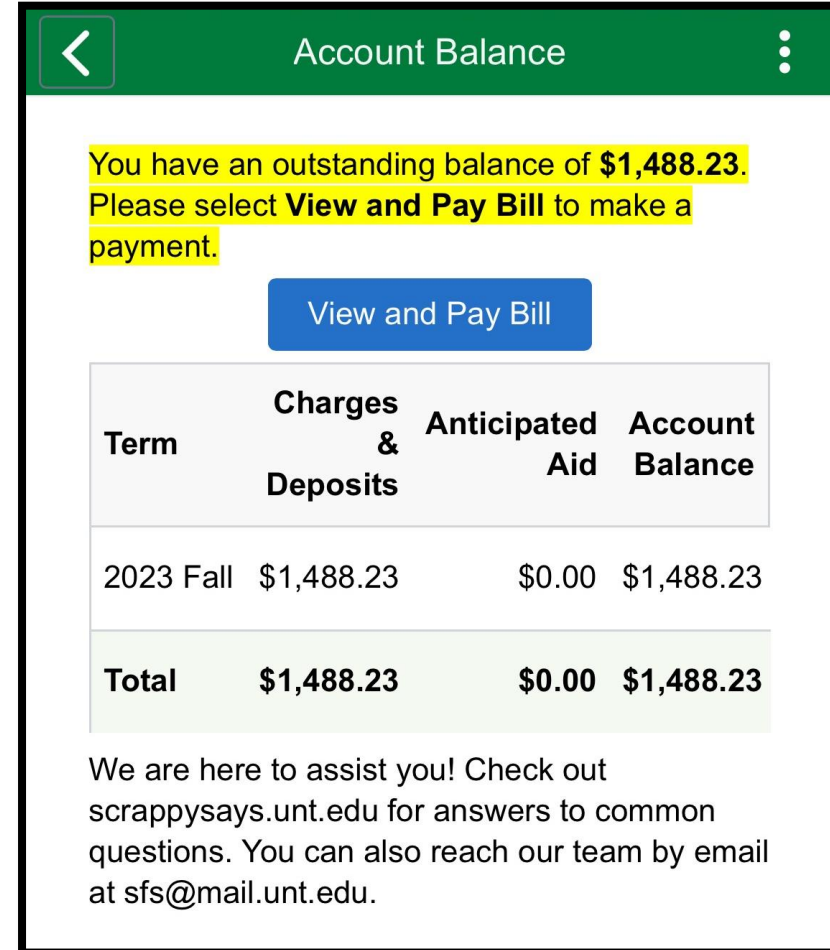 Account Balance
You have an outstanding balance of $1,488.23.
Please select View and Pay Bill to make a
payment.
View and Pay Bill
Term Charges & Deposits Anticipated Aid Account Balance
2023 Fall $1,488.23 $0.00 $1,488.23
Total $1,488.23 $0.00 $1,488.23
We are here to assist you! Check out
scrappysays.unt.edu for answers to common
questions. You can also reach our team by email
at sfs@mail.unt.edu.